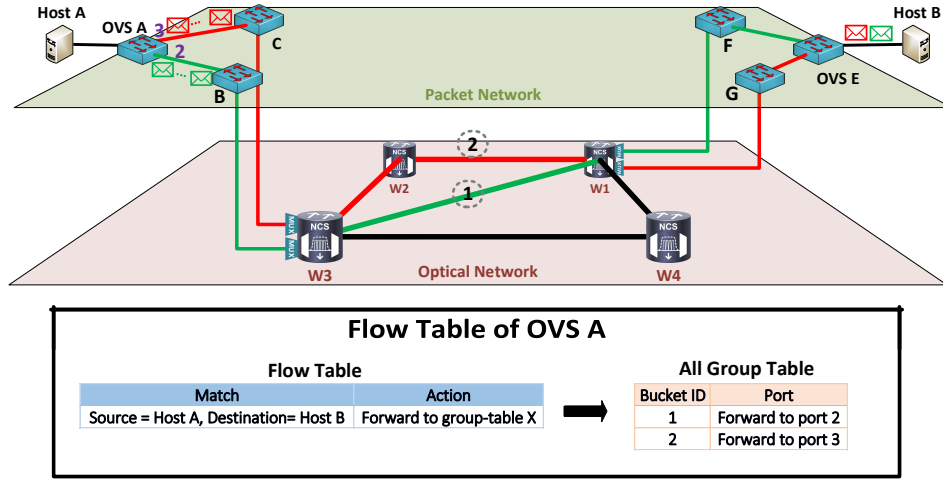 Host A
OVS A
3
2
C
B
Packet Network
F
G
OVS E
Host B
2
1
NCS
W2
NCS
W1
MUX
MUX
NCS
W3
NCS
W4
Optical Network
Flow Table of OVS A
Flow Table
Match Action
Source = Host A, Destination= Host B Forward to group-table X
All Group Table
Bucket ID Port
1 Forward to port 2
2 Forward to port 3